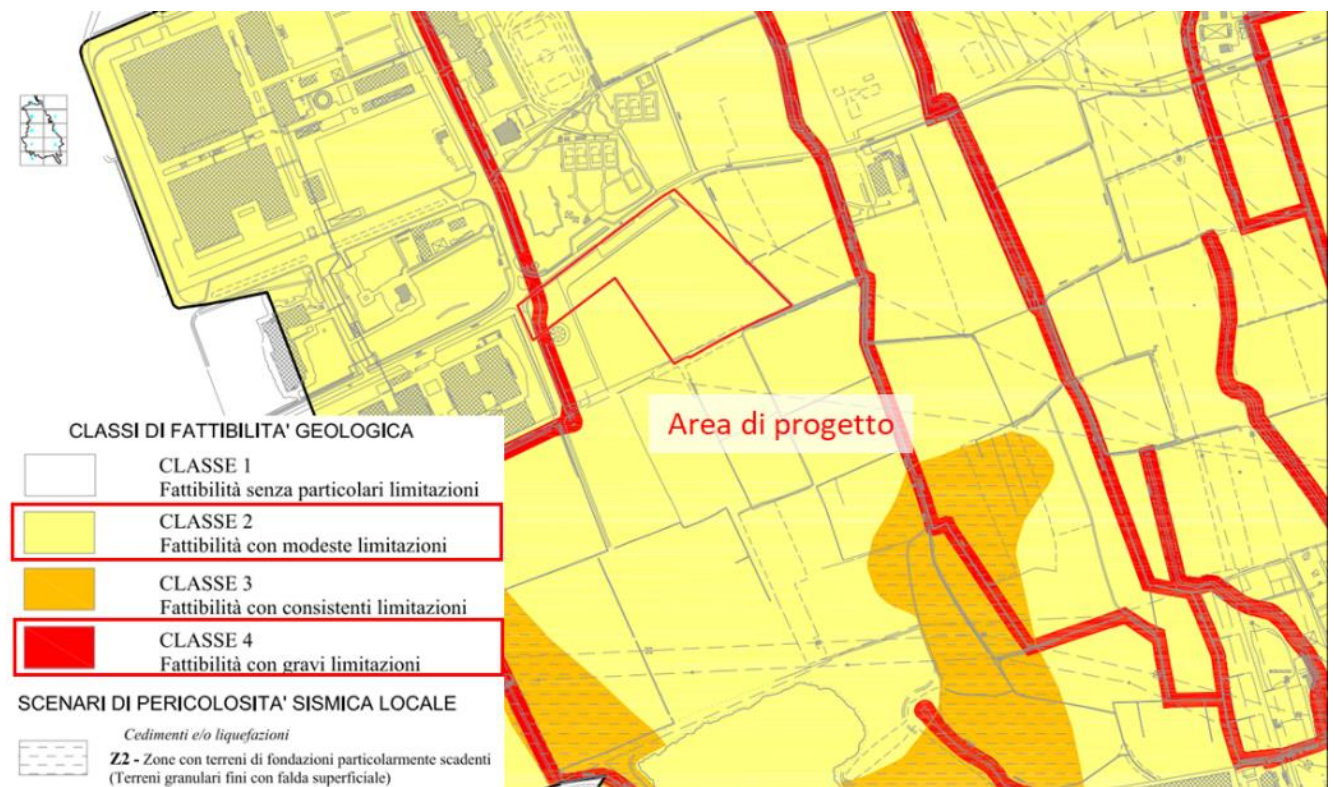 Area di progetto
CLASSI DI FATTIBILITA' GEOLOGICA
CLASSE 1
Fattibilità senza particolari limitazioni
CLASSE 2
Fattibilità con modeste limitazioni
CLASSE 3
Fattibilità con consistenti limitazioni
CLASSE 4
Fattibilità con gravi limitazioni
SCENARI DI PERICOLOSITA' SISMICA LOCALE
Cedimenti e/o liquefazioni
Z2 - Zone con terreni di fondazioni particolarmente scadenti
(Terreni granulari fini con falda superficiale)